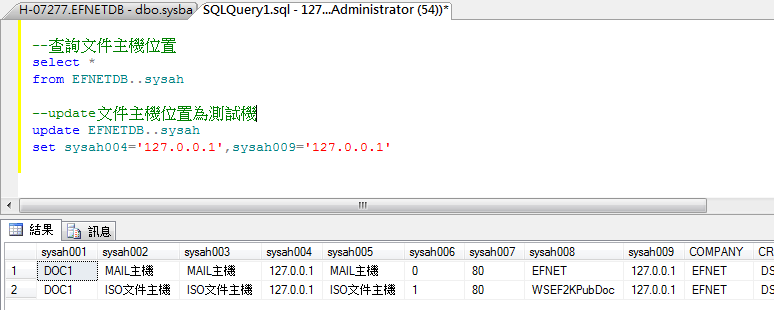 H-07277.EFNETDB - dbo.sysba SQLQuery1.sql - 127...Administrator (54))*
--查詢文件主機位置
select *
from EFNETDB..sysah
--update文件主機位置為測試機
update EFNETDB..sysah
set sysah004='127.0.0.1',sysah009='127.0.0.1'
結果 訊息
sysah001 sysah002 sysah003 sysah004 sysah005 sysah006 sysah007 sysah008 sysah009 COMPANY CR
1 DOC1 MAIL主機 MAIL主機 127.0.0.1 MAIL主機 0 80 EFNET 127.0.0.1 EFNET DS
2 DOC1 ISO文件主機 ISO文件主機 127.0.0.1 ISO文件主機 1 80 WSEF2KPubDoc 127.0.0.1 EFNET DS